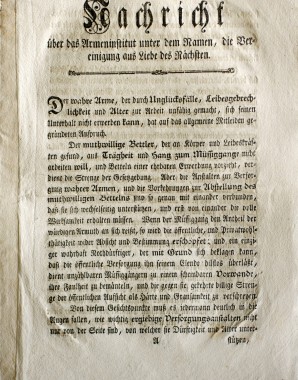 Nachricht
über das Armeninstitut unter dem Namen, die Ver-
einigung aus Liebe des Nächsten.
Der wahre Arme, der durch Unglücksfälle, Leibesgebrech-
lichkeit und Alter zur Arbeit unfähig gemacht, sich seinen
Unterhalt nicht erwerben kann, hat auf das allgemeine Mitleiden ge-
gründeten Anspruch.
Der muthwillige Bettler, der an Körper und Leibeskräf-
ten gesund, aus Trägheit und Hang zum Müssiggange nicht
arbeiten will, und Betteln einer ehrbaren Erwerbung vorzieht, ver-
dient die Strenge der Gesetzgebung. Aber die Anstalten zur Versor-
gung wahrer Armen, und die Vorkehrungen zur Abstellung des
muthwilligen Bettelns sind so genau mit einander verbunden,
daß sie sich wechselseitig unterstützen, und erst von einander die volle
Wirksamkeit erhalten müssen. Wenn der Müssiggang den Antheil der
würdigen Armuth an sich reißt, so wird die öffentliche, und Privatwohl-
thätigkeit wider Absicht und Bestimmung erschöpfet; und ein einzi-
ger wahrhaft Nothdürftiger, der mit Grund sich beklagen kann,
daß die öffentliche Versorgung ihn seinem Elende hilflos überläßt,
dient unzählbaren Müssiggängern zu einem scheinbaren Vorwande,
ihre Faulheit zu bemänteln, und die gegen sie gekehrte billige Stren-
ge der öffentlichen Aufsicht als Härte und Grausamkeit zu verschreyen.
Von diesem Gesichtspunkte muß es jedermann deutlich in die
Augen fallen, wie wichtig ergiebige Versorgungsanstalten nicht
nur von der Seite sind, von welcher sie Dürftigkeit und Alter unter-
A stützen,